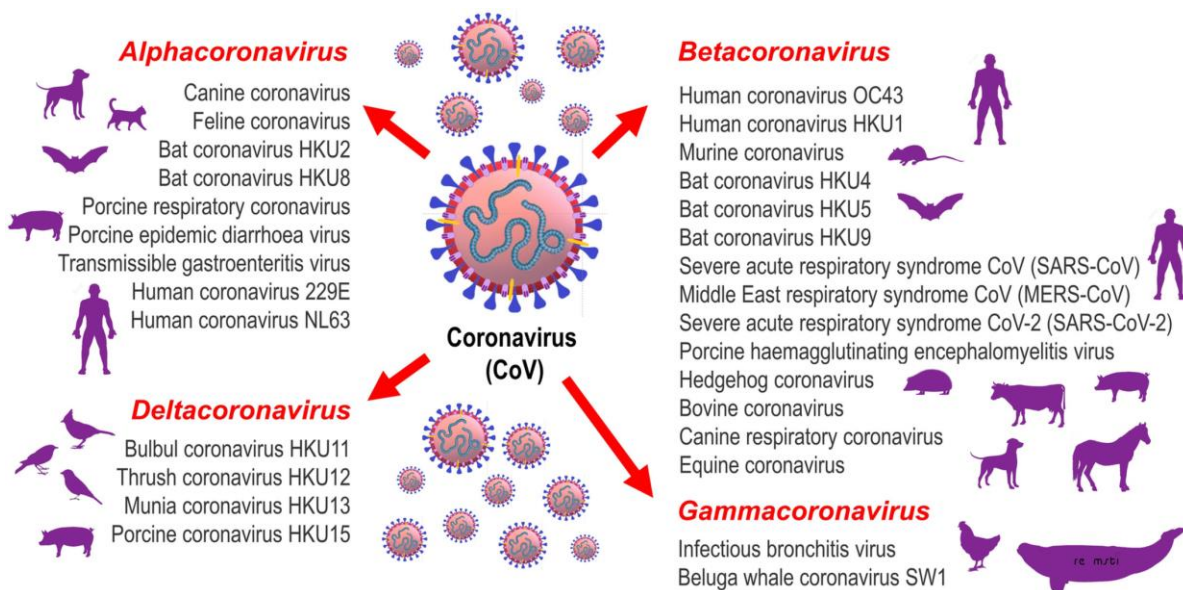 Alphacoronavirus
Canine coronavirus
Feline coronavirus
Bat coronavirus HKU2
Bat coronavirus HKU8
Porcine respiratory coronavirus
Porcine epidemic diarrhoea virus
Transmissible gastroenteritis virus
Human coronavirus 229E
Human coronavirus NL63
Deltacoronavirus
Bulbul coronavirus HKU11
Thrush coronavirus HKU12
Munia coronavirus HKU13
Porcine coronavirus HKU15
Coronavirus
(CoV)
Betacoronavirus
Human coronavirus OC43
Human coronavirus HKU1
Murine coronavirus
Bat coronavirus HKU4
Bat coronavirus HKU5
Bat coronavirus HKU9
Severe acute respiratory syndrome CoV (SARS-CoV)
Middle East respiratory syndrome CoV (MERS-CoV)
Severe acute respiratory syndrome CoV-2 (SARS-CoV-2)
Porcine haemagglutinating encephalomyelitis virus
Hedgehog coronavirus
Bovine coronavirus
Canine respiratory coronavirus
Equine coronavirus
Gammacoronavirus
Infectious bronchitis virus
Beluga whale coronavirus SW1